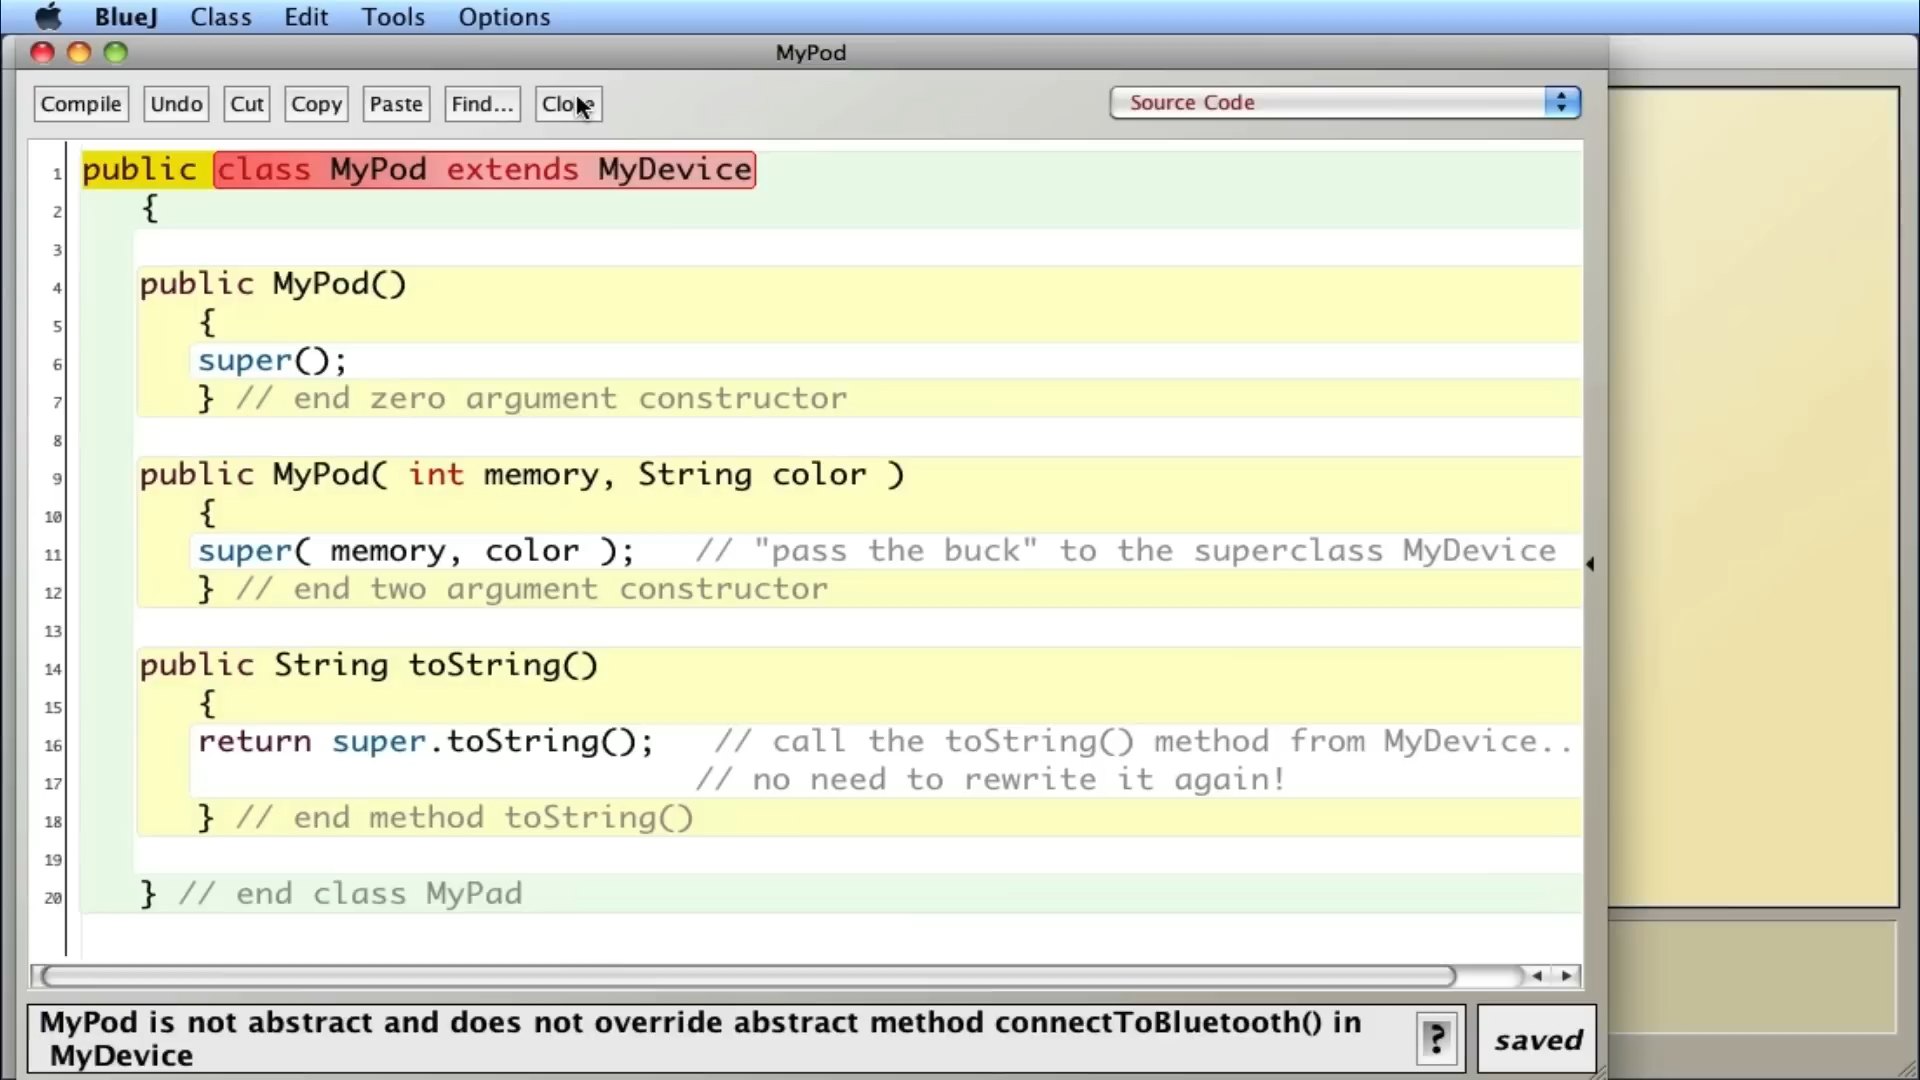 BlueJ Class Edit Tools Options
MyPod
Compile Undo Cut Copy Paste Find... Close Source Code
1 public class MyPod extends MyDevice
2 {
3
4 public MyPod()
5 {
6 super();
7 } // end zero argument constructor
8
9 public MyPod( int memory, String color )
10 {
11 super( memory, color ); // "pass the buck" to the superclass MyDevice
12 } // end two argument constructor
13
14 public String toString()
15 {
16 return super.toString(); // call the toString() method from MyDevice..
17 // no need to rewrite it again!
18 } // end method toString()
19
20 } // end class MyPad
MyPod is not abstract and does not override abstract method connectToBluetooth() in
MyDevice
? saved